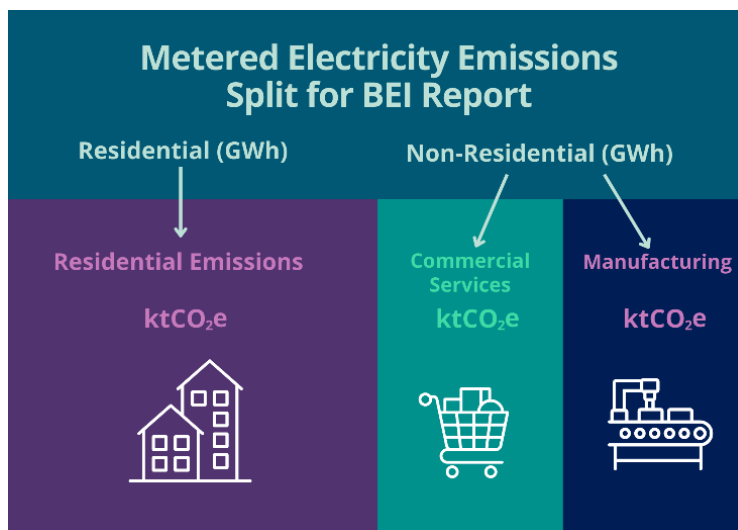 Metered Electricity Emissions
Split for BEI Report
Residential (GWh)
Non-Residential (GWh)
Residential Emissions
ktCO₂e
Commercial
Services
ktCO₂e
Manufacturing
ktCO₂e